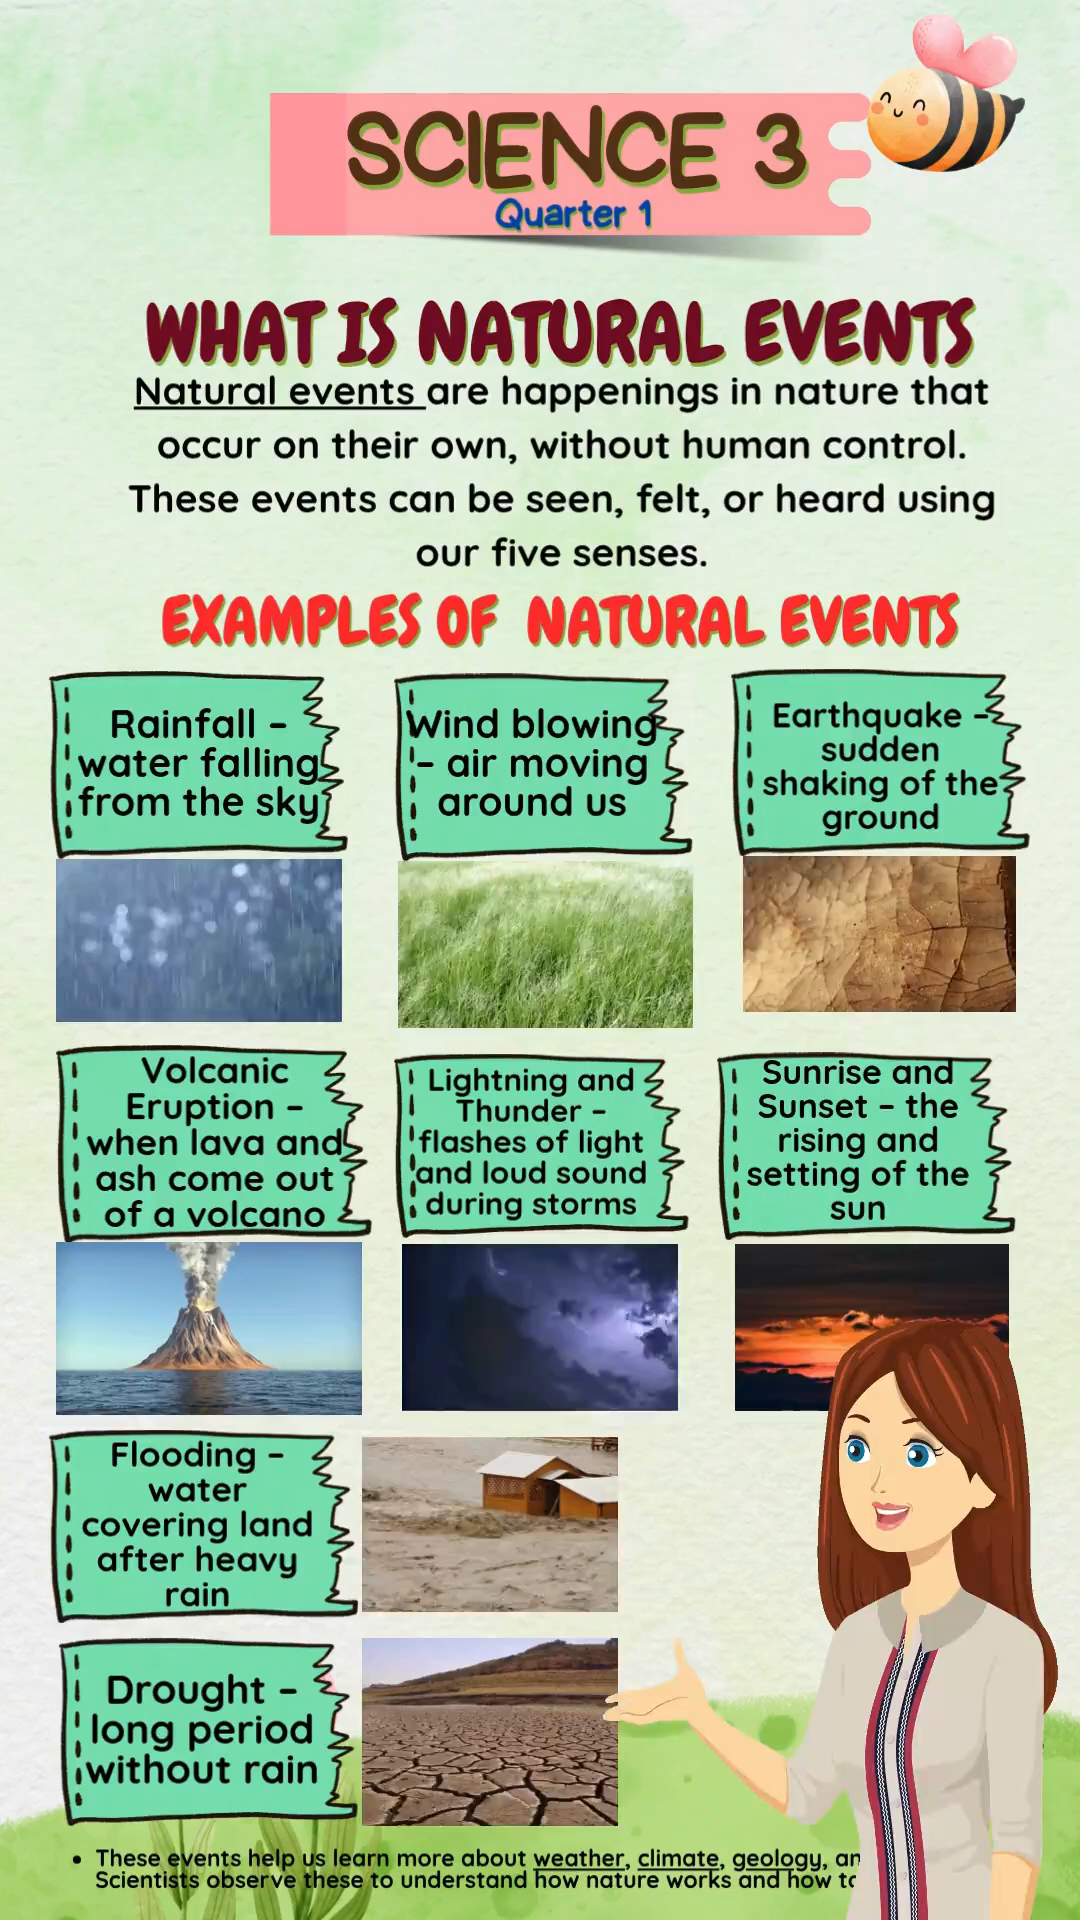 SCIENCE 3
Quarter 1
WHAT IS NATURAL EVENTS
Natural events are happenings in nature that
occur on their own, without human control.
These events can be seen, felt, or heard using
our five senses.
EXAMPLES OF NATURAL EVENTS
Rainfall –
water falling
from the sky
Wind blowing
– air moving
around us
Earthquake –
sudden
shaking of the
ground
Volcanic
Eruption –
when lava and
ash come out
of a volcano
Lightning and
Thunder –
flashes of light
and loud sound
during storms
Sunrise and
Sunset – the
rising and
setting of the
sun
Flooding –
water
covering land
after heavy
rain
Drought –
long period
without rain
• These events help us learn more about weather, climate, geology,
Scientists observe these to understand how nature works and how